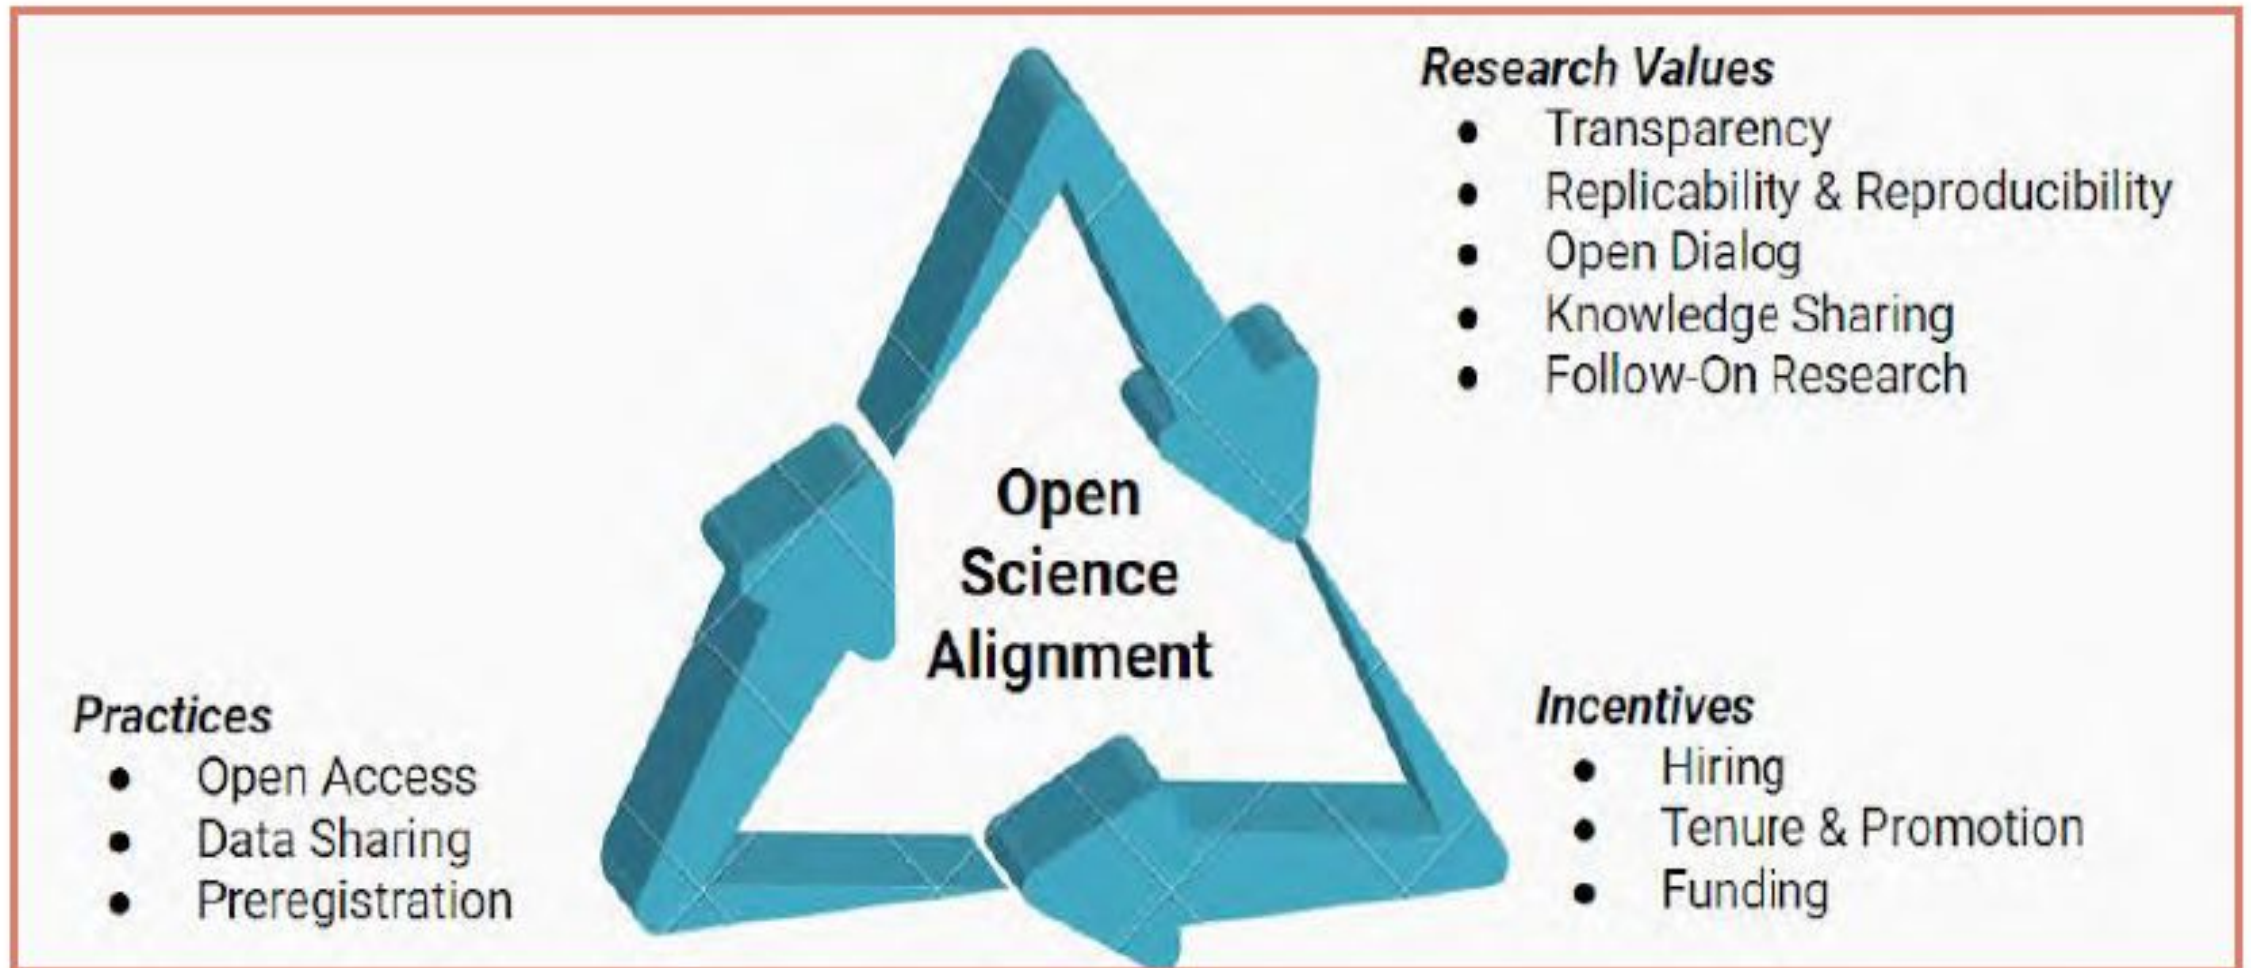 Research Values
● Transparency
● Replicability & Reproducibility
● Open Dialog
● Knowledge Sharing
● Follow-On Research
Open
Science
Alignment
Practices
● Open Access
● Data Sharing
● Preregistration
Incentives
● Hiring
● Tenure & Promotion
● Funding